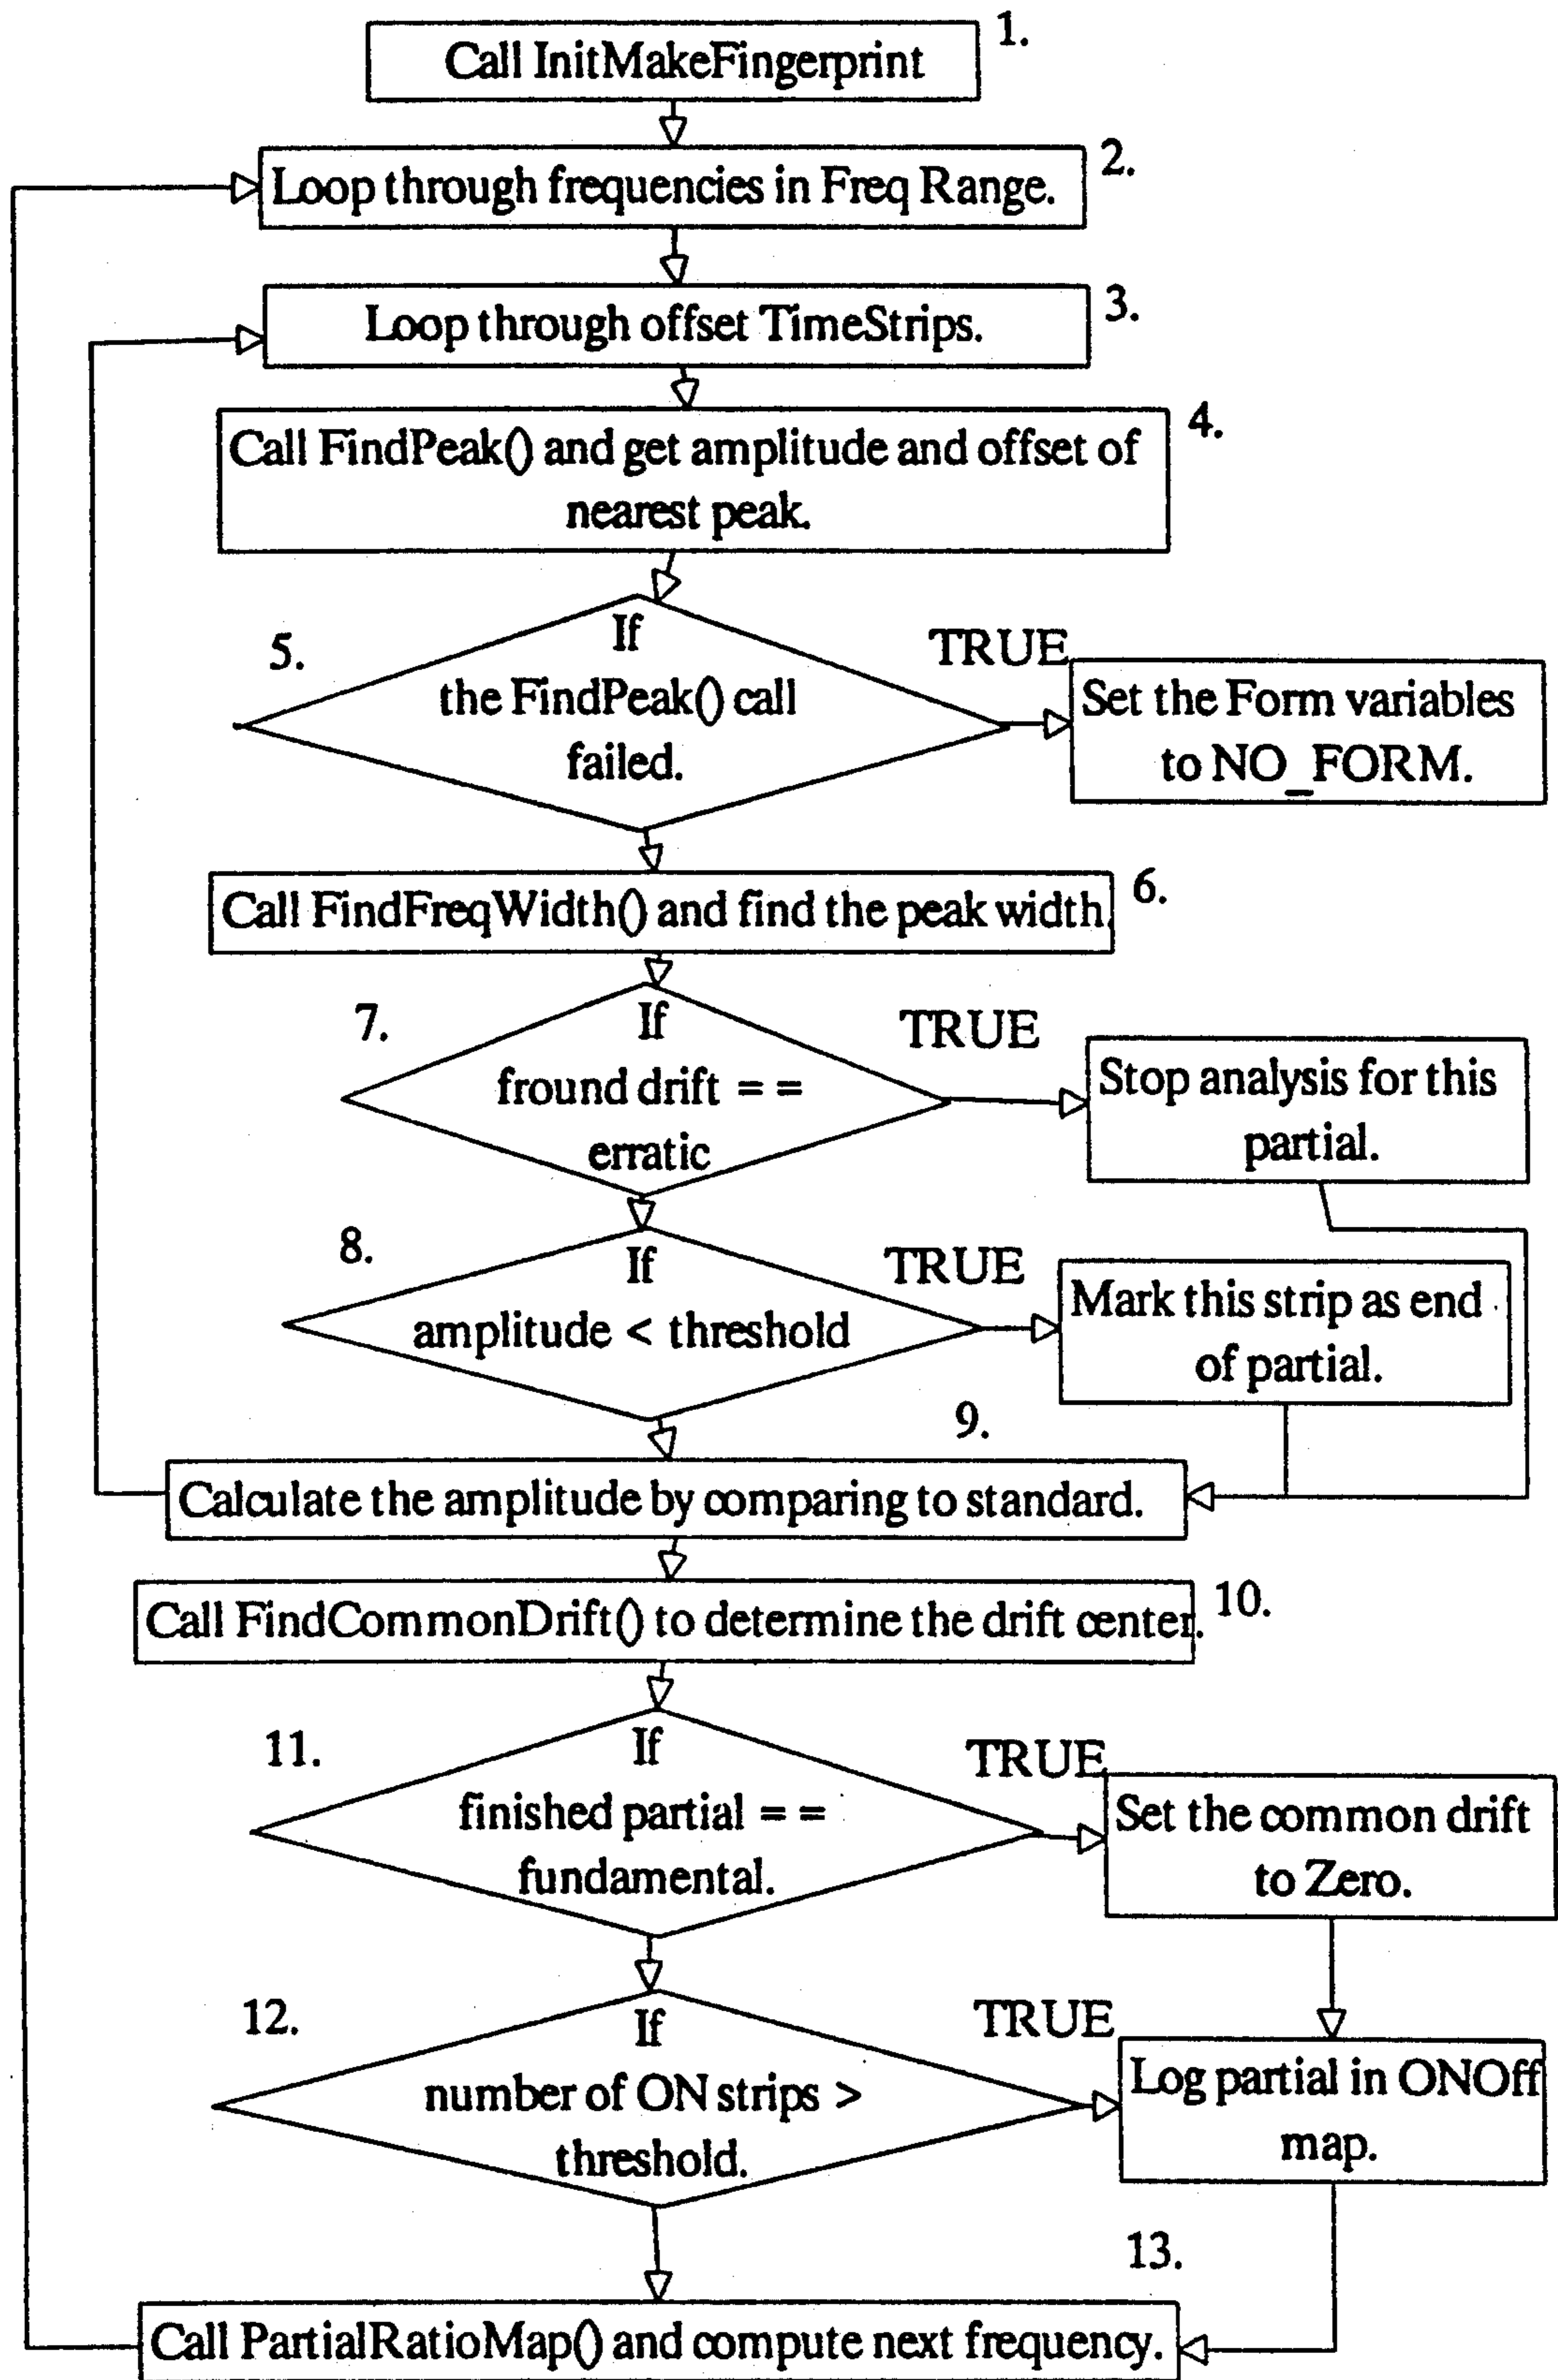 1.
Call InitMakeFingerprint
2.
Loop through frequencies in Freq Range.
3.
Loop through offset TimeStrips.
4.
Call FindPeak() and get amplitude and offset of
nearest peak.
5.
If
the FindPeak() call
failed.
TRUE
Set the Form variables
to NO_FORM.
6.
Call FindFreqWidth() and find the peak width.
7.
If
fround drift = =
erratic
TRUE
Stop analysis for this
partial.
8.
If
amplitude < threshold
TRUE
Mark this strip as end
of partial.
9.
Calculate the amplitude by comparing to standard.
10.
Call FindCommonDrift() to determine the drift center.
11.
If
finished partial = =
fundamental.
TRUE
Set the common drift
to Zero.
12.
If
number of ON strips >
threshold.
TRUE
Log partial in ONOff
map.
13.
Call PartialRatioMap() and compute next frequency.